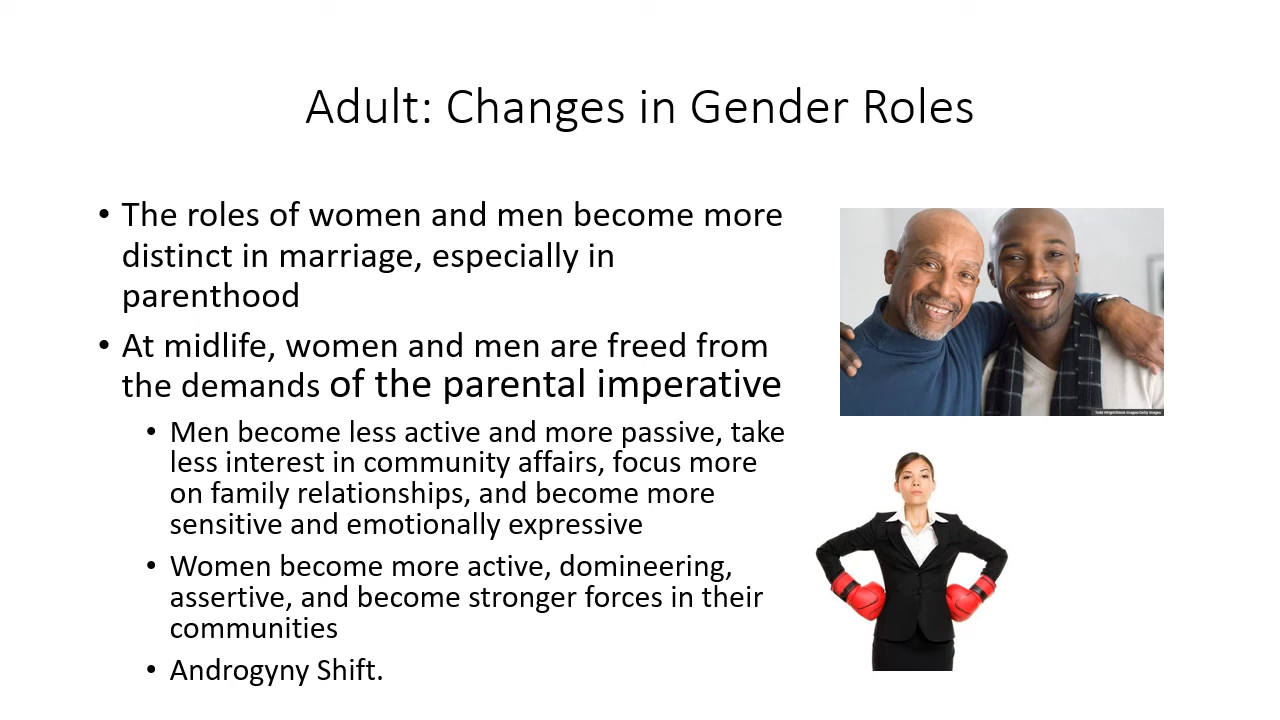 Adult: Changes in Gender Roles
• The roles of women and men become more
distinct in marriage, especially in
parenthood
• At midlife, women and men are freed from
the demands of the parental imperative
• Men become less active and more passive, take
less interest in community affairs, focus more
on family relationships, and become more
sensitive and emotionally expressive
• Women become more active, domineering,
assertive, and become stronger forces in their
communities
• Androgyny Shift.